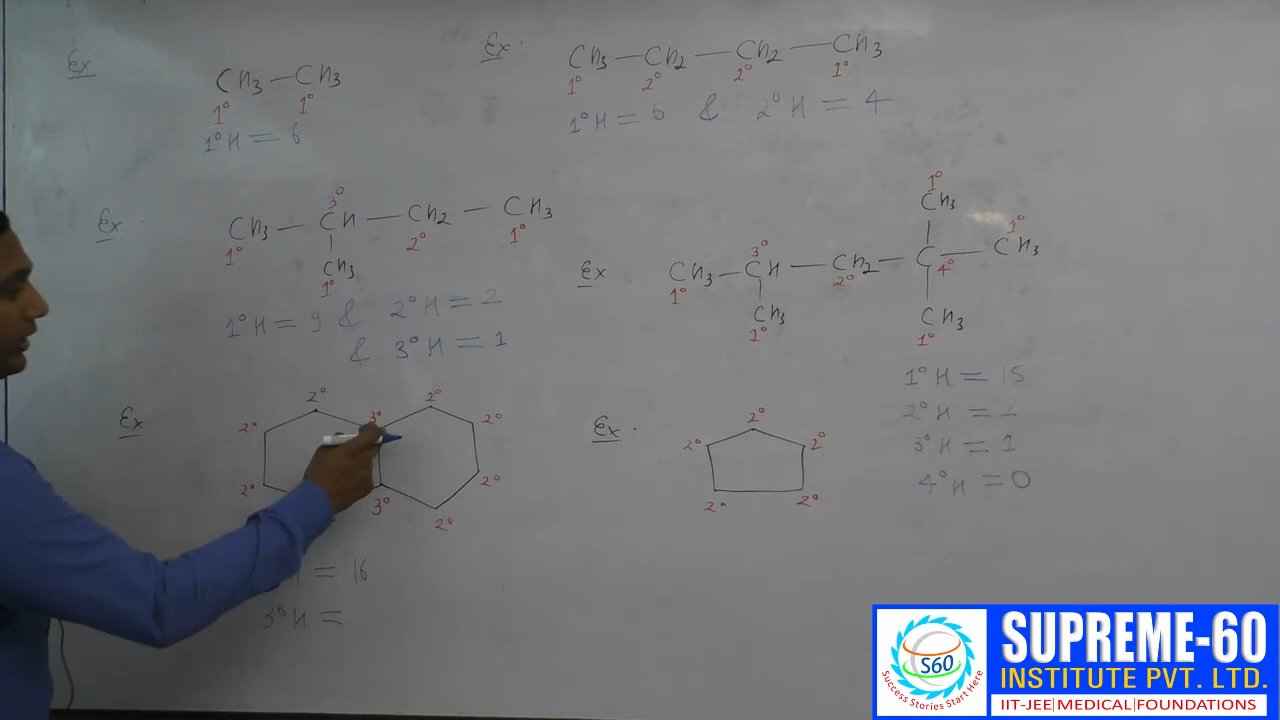 Ex
CH3 — CH3
1° 1°
1°H = 6
Ex.
CH3 — CH2 — CH2 — CH3
1° 2° 2° 1°
1°H = 6 & 2°H = 4
Ex.
3°
CH3 — CH — CH2 — CH3
1° 2° 1°
CH3
1°
1°H = 9 & 2°H = 2
& 3°H = 1
Ex
1°
CH3
3° 1°
CH3 — CH — CH2 — C — CH3
1° 2° 4°
CH3 CH3
1° 1°
1°H = 15
2°H = 2
3°H = 1
4°H = 0
Ex
2° 2°
2° 3° 2°
2° 3° 2°
2°
H = 16
3°H =
Ex.
2°
2° 2°
2° 2°
S60
Success Stories Start Here
SUPREME-60
INSTITUTE PVT. LTD.
IIT-JEE|MEDICAL|FOUNDATIONS